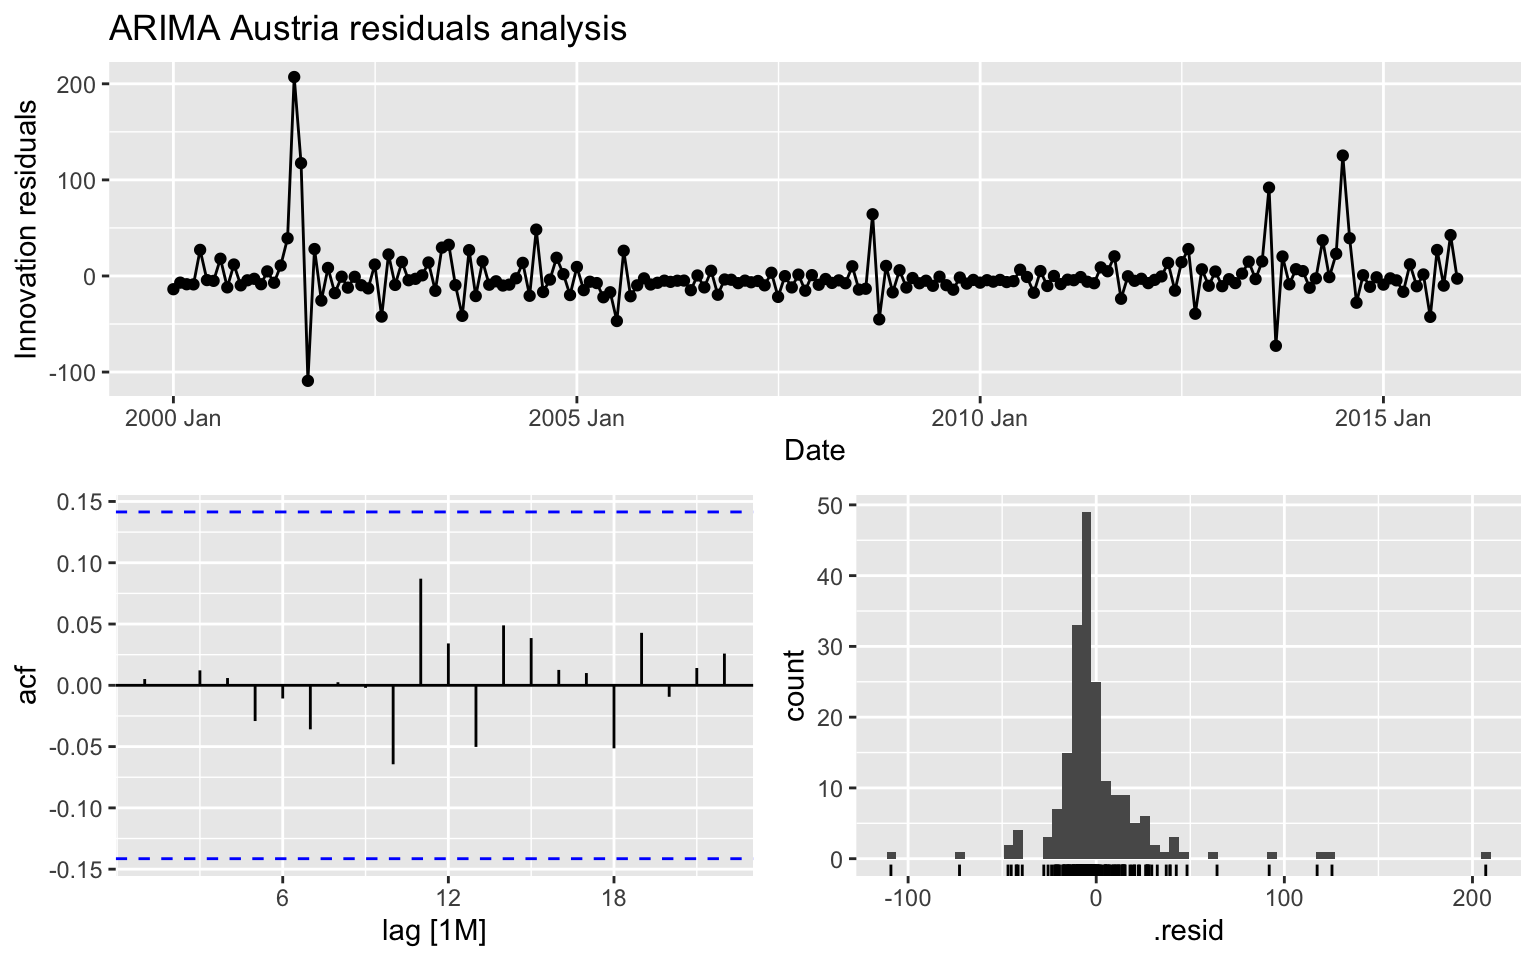 ARIMA Austria residuals analysis
Innovation residuals
200
100
0
-100
2000 Jan
2005 Jan
2010 Jan
2015 Jan
Date
acf
0.15
0.10
0.05
0.00
-0.05
-0.10
-0.15
6
12
18
lag [1M]
count
50
40
30
20
10
0
-100
0
100
200
.resid